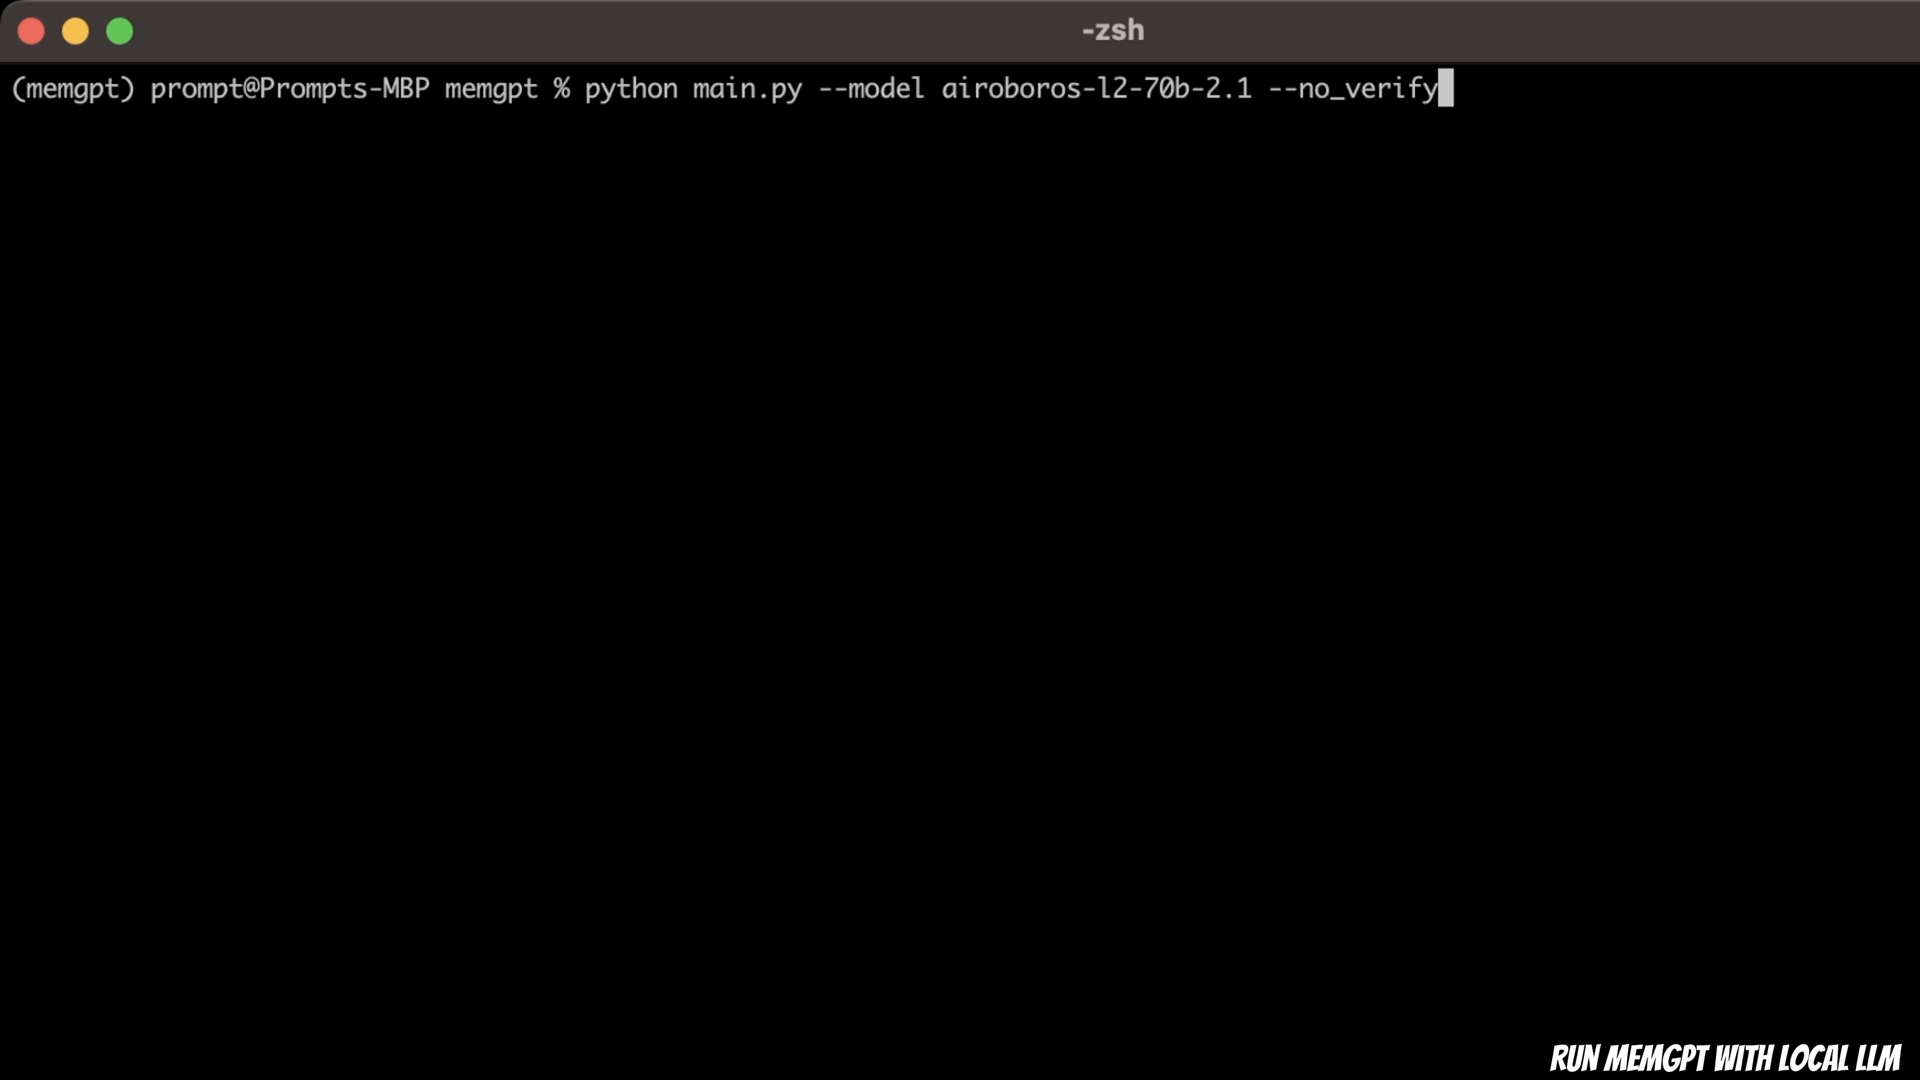 -zsh
(memgpt) prompt@Prompts-MBP memgpt % python main.py --model airoboros-l2-70b-2.1 --no_verify
RUN MEMGPT WITH LOCAL LLM